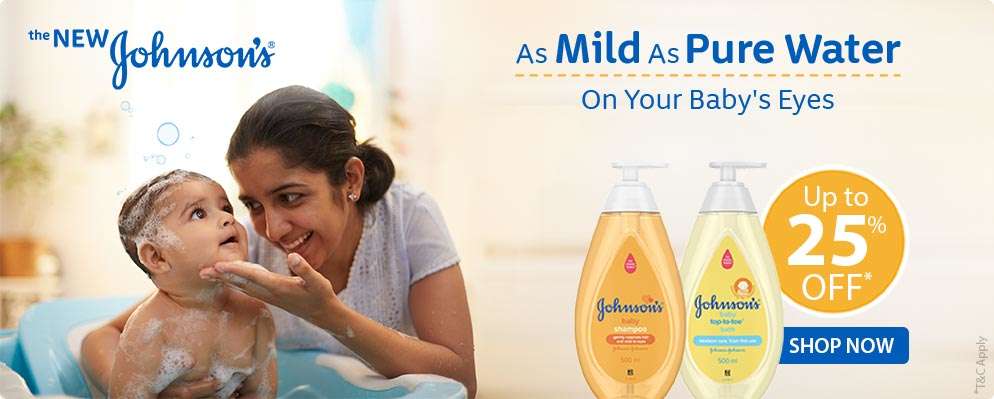 the NEW Johnson's®
As Mild As Pure Water
On Your Baby's Eyes
Up to
25%
OFF*
SHOP NOW
*T&C Apply
Johnson's
baby
shampoo
500 ml
Johnson's
baby
top-to-toe
bath
500 ml